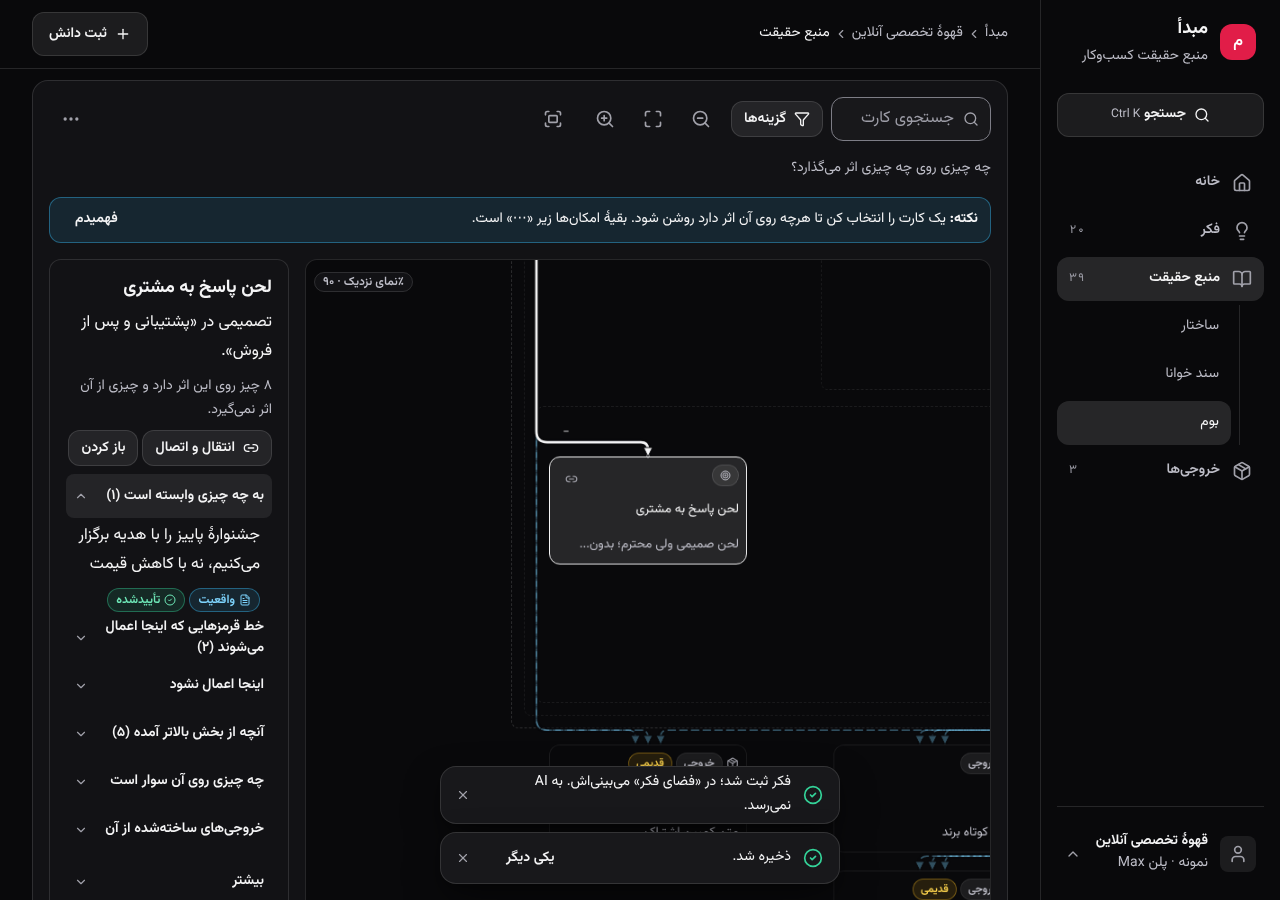 م
مبدأ
منبع حقیقت کسب‌وکار
جستجو Ctrl K
خانه
فکر ۲۰
منبع حقیقت ۳۹
ساختار
سند خوانا
بوم
خروجی‌ها ۳
قهوهٔ تخصصی آنلاین
نمونه · پلن Max
مبدأ › قهوهٔ تخصصی آنلاین › منبع حقیقت
ثبت دانش
جستجوی کارت
گزینه‌ها
چه چیزی روی چه چیزی اثر می‌گذارد؟
نکته: یک کارت را انتخاب کن تا هرچه روی آن اثر دارد روشن شود. بقیهٔ امکان‌ها زیر «⋯» است.
فهمیدم
٪نمای نزدیک · ۹۰
لحن پاسخ به مشتری
لحن صمیمی ولی محترم؛ بدون...
خروجی
قدیمی
روجی
کوتاه برند
روجی
قدیمی
لحن پاسخ به مشتری
تصمیمی در «پشتیبانی و پس از
فروش».
۸ چیز روی این اثر دارد و چیزی از آن
اثر نمی‌گیرد.
انتقال و اتصال
باز کردن
به چه چیزی وابسته است (۱)
جشنوارهٔ پاییز را با هدیه برگزار
می‌کنیم، نه با کاهش قیمت
واقعیت
تأییدشده
خط قرمزهایی که اینجا اعمال
می‌شوند (۲)
اینجا اعمال نشود
آنچه از بخش بالاتر آمده (۵)
چه چیزی روی آن سوار است
خروجی‌های ساخته‌شده از آن
بیشتر
فکر ثبت شد؛ در «فضای فکر» می‌بینی‌اش. به AI
نمی‌رسد.
ذخیره شد.
یکی دیگر